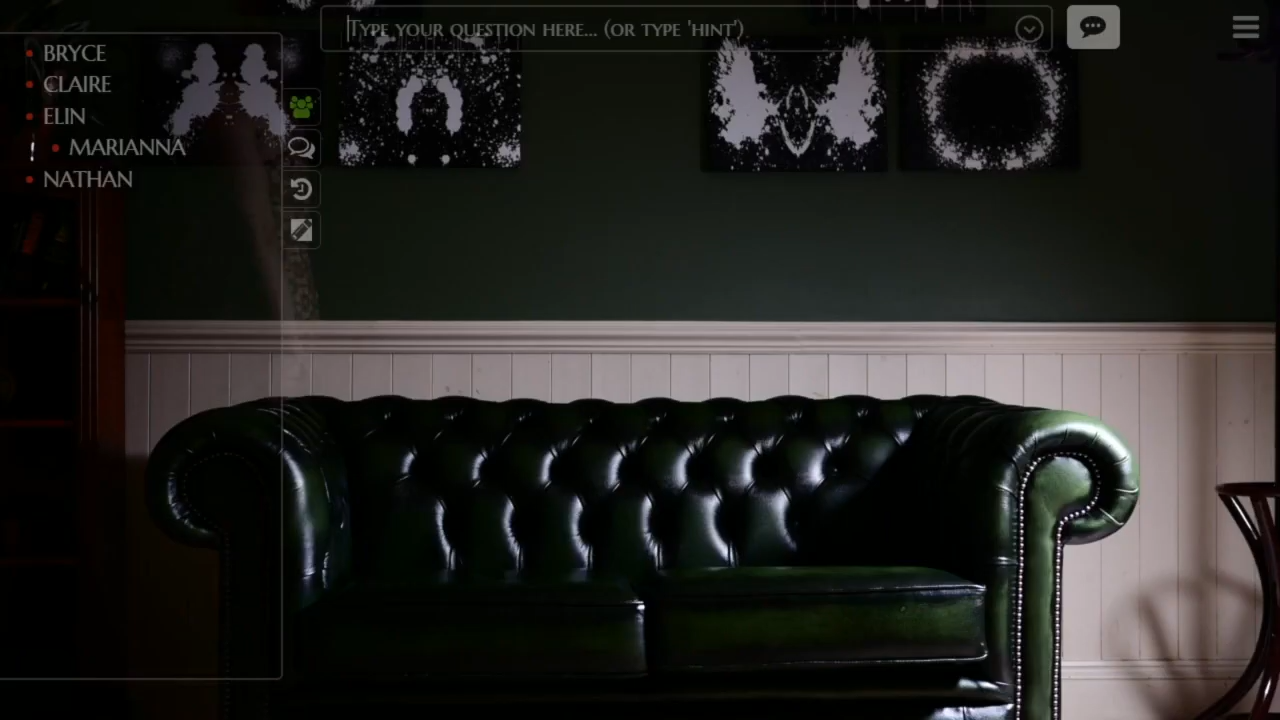 Type your question here... (or type 'hint')
BRYCE
CLAIRE
ELIN
! MARIANNA
NATHAN